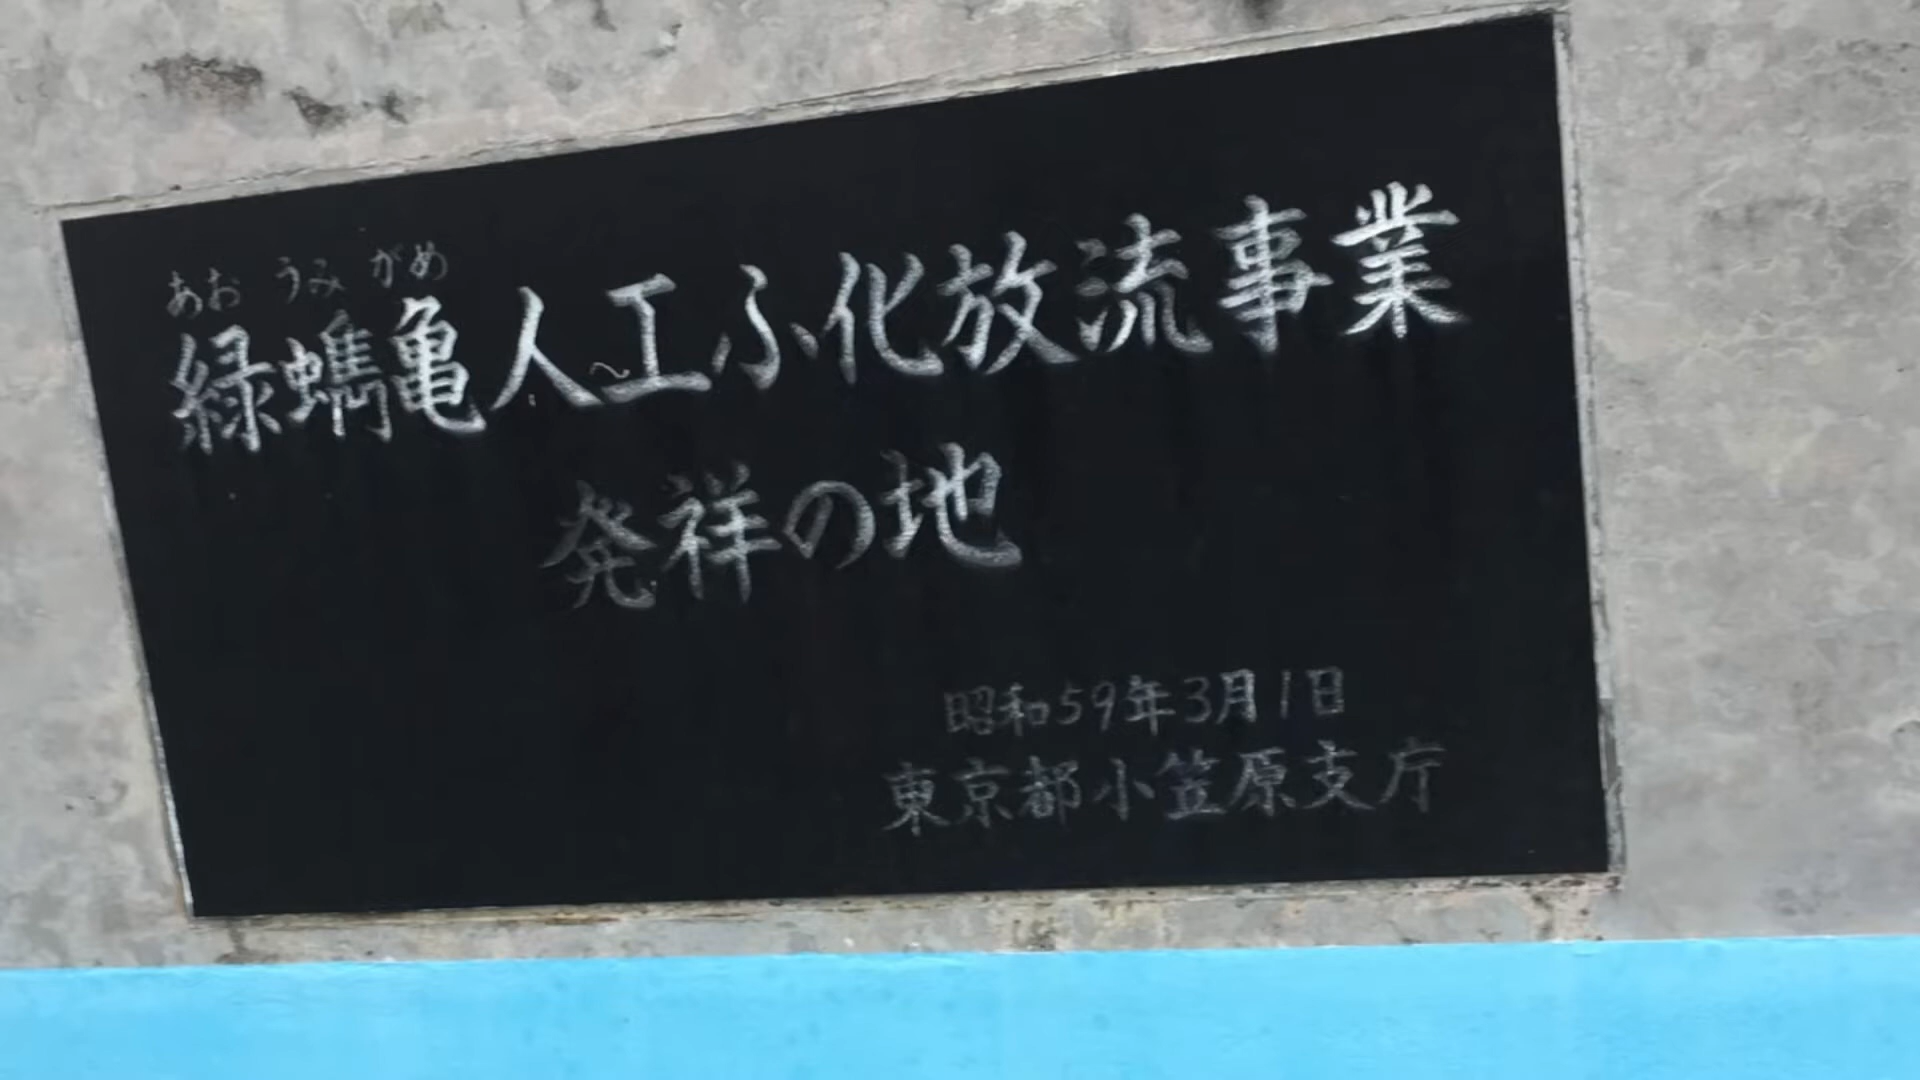 あおうみがめ
緑蠵亀人工ふ化放流事業
発祥の地
昭和59年3月1日
東京都小笠原支庁